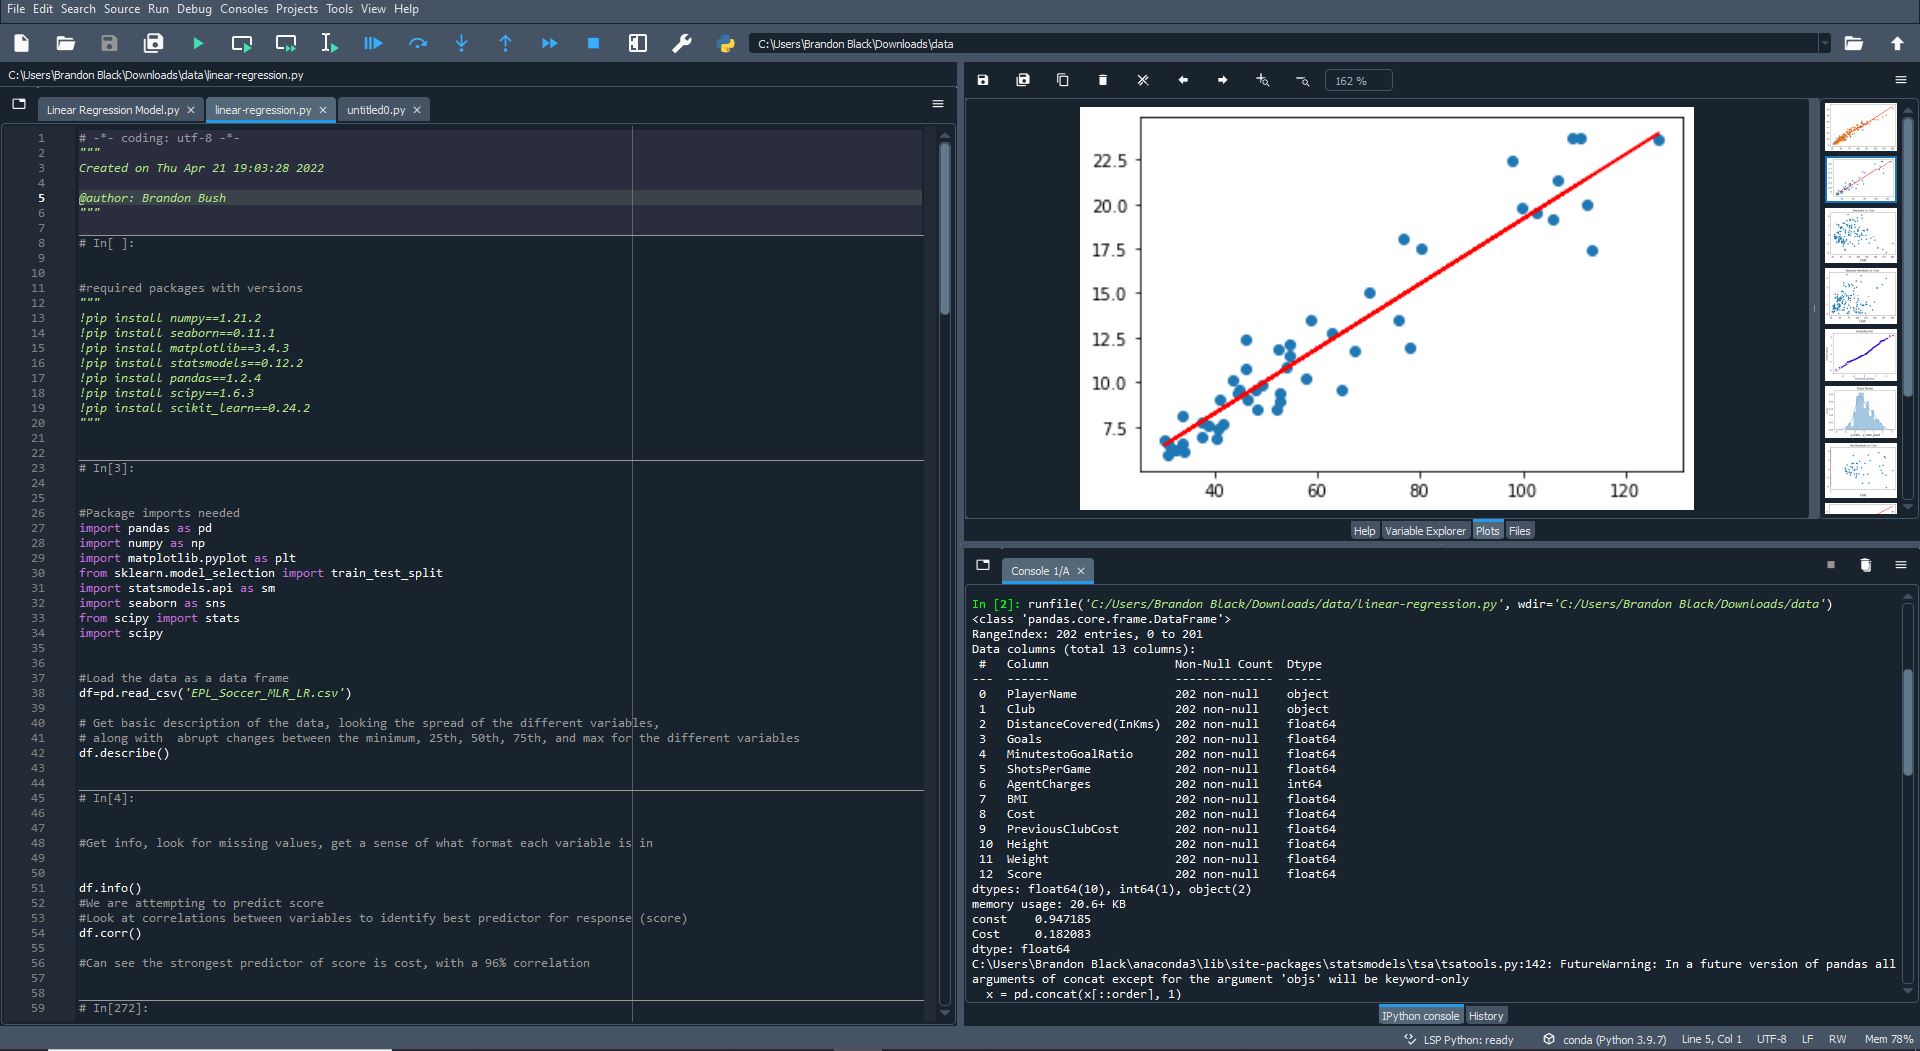 File Edit Search Source Run Debug Consoles Projects Tools View Help
C:\Users\Brandon Black\Downloads\data
C:\Users\Brandon Black\Downloads\data\linear-regression.py
Linear Regression Model.py
linear-regression.py
untitled0.py
1 # -*- coding: utf-8 -*-
2 """
3 Created on Thu Apr 21 19:03:28 2022
4
5 @author: Brandon Bush
6 """
7
8 # In[ ]:
9
10
11 #required packages with versions
12 """
13 !pip install numpy==1.21.2
14 !pip install seaborn==0.11.1
15 !pip install matplotlib==3.4.3
16 !pip install statsmodels==0.12.2
17 !pip install pandas==1.2.4
18 !pip install scipy==1.6.3
19 !pip install scikit_learn==0.24.2
20 """
21
22
23 # In[3]:
24
25
26 #Package imports needed
27 import pandas as pd
28 import numpy as np
29 import matplotlib.pyplot as plt
30 from sklearn.model_selection import train_test_split
31 import statsmodels.api as sm
32 import seaborn as sns
33 from scipy import stats
34 import scipy
35
36
37 #Load the data as a data frame
38 df=pd.read_csv('EPL_Soccer_MLR_LR.csv')
39
40 # Get basic description of the data, looking the spread of the different variables,
41 # along with  abrupt changes between the minimum, 25th, 50th, 75th, and max for the different variables
42 df.describe()
43
44
45 # In[4]:
46
47
48 #Get info, look for missing values, get a sense of what format each variable is in
49
50
51 df.info()
52 #We are attempting to predict score
53 #Look at correlations between variables to identify best predictor for response (score)
54 df.corr()
55
56 #Can see the strongest predictor of score is cost, with a 96% correlation
57
58
59 # In[272]:
162 %
22.5
20.0
17.5
15.0
12.5
10.0
7.5
40 60 80 100 120
Help Variable Explorer Plots Files
Console 1/A
In [2]: runfile('C:/Users/Brandon Black/Downloads/data/linear-regression.py', wdir='C:/Users/Brandon Black/Downloads/data')
<class 'pandas.core.frame.DataFrame'>
RangeIndex: 202 entries, 0 to 201
Data columns (total 13 columns):
 #   Column                  Non-Null Count  Dtype
---  ------                  --------------  -----
 0   PlayerName              202 non-null    object
 1   Club                    202 non-null    object
 2   DistanceCovered(InKms)  202 non-null    float64
 3   Goals                   202 non-null    float64
 4   MinutestoGoalRatio      202 non-null    float64
 5   ShotsPerGame            202 non-null    float64
 6   AgentCharges            202 non-null    int64
 7   BMI                     202 non-null    float64
 8   Cost                    202 non-null    float64
 9   PreviousClubCost        202 non-null    float64
 10  Height                  202 non-null    float64
 11  Weight                  202 non-null    float64
 12  Score                   202 non-null    float64
dtypes: float64(10), int64(1), object(2)
memory usage: 20.6+ KB
const    0.947185
Cost     0.182083
dtype: float64
C:\Users\Brandon Black\anaconda3\lib\site-packages\statsmodels\tsa\tsatools.py:142: FutureWarning: In a future version of pandas all
arguments of concat except for the argument 'objs' will be keyword-only
  x = pd.concat(x[::order], 1)
IPython console History
LSP Python: ready conda (Python 3.9.7) Line 5, Col 1 UTF-8 LF RW Mem 78%